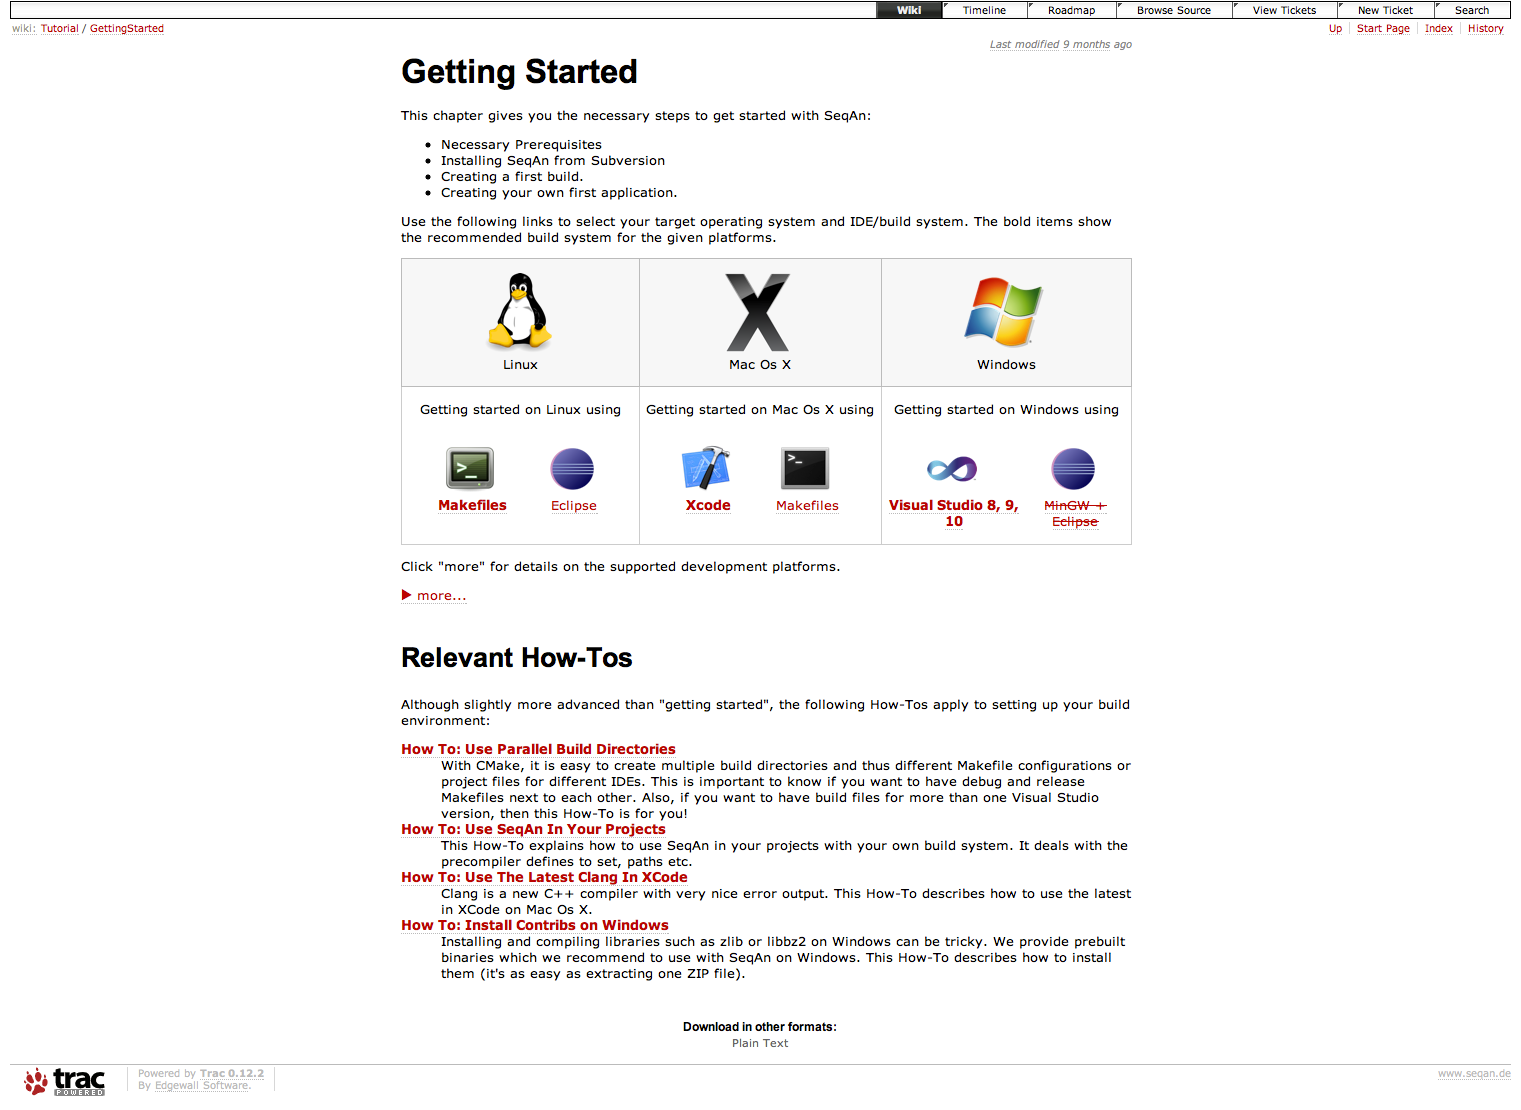 Wiki Timeline Roadmap Browse Source View Tickets New Ticket Search
wiki: Tutorial / GettingStarted
Up Start Page Index History
Last modified 9 months ago
Getting Started
This chapter gives you the necessary steps to get started with SeqAn:
• Necessary Prerequisites
• Installing SeqAn from Subversion
• Creating a first build.
• Creating your own first application.
Use the following links to select your target operating system and IDE/build system. The bold items show
the recommended build system for the given platforms.
Linux Mac Os X Windows
Getting started on Linux using Getting started on Mac Os X using Getting started on Windows using
Makefiles Eclipse Xcode Makefiles Visual Studio 8, 9, MinGW +
10 Eclipse
Click "more" for details on the supported development platforms.
more...
Relevant How-Tos
Although slightly more advanced than "getting started", the following How-Tos apply to setting up your build
environment:
How To: Use Parallel Build Directories
With CMake, it is easy to create multiple build directories and thus different Makefile configurations or
project files for different IDEs. This is important to know if you want to have debug and release
Makefiles next to each other. Also, if you want to have build files for more than one Visual Studio
version, then this How-To is for you!
How To: Use SeqAn In Your Projects
This How-To explains how to use SeqAn in your projects with your own build system. It deals with the
precompiler defines to set, paths etc.
How To: Use The Latest Clang In XCode
Clang is a new C++ compiler with very nice error output. This How-To describes how to use the latest
in XCode on Mac Os X.
How To: Install Contribs on Windows
Installing and compiling libraries such as zlib or libbz2 on Windows can be tricky. We provide prebuilt
binaries which we recommend to use with SeqAn on Windows. This How-To describes how to install
them (it's as easy as extracting one ZIP file).
Download in other formats:
Plain Text
trac
POWERED
Powered by Trac 0.12.2
By Edgewall Software.
www.seqan.de